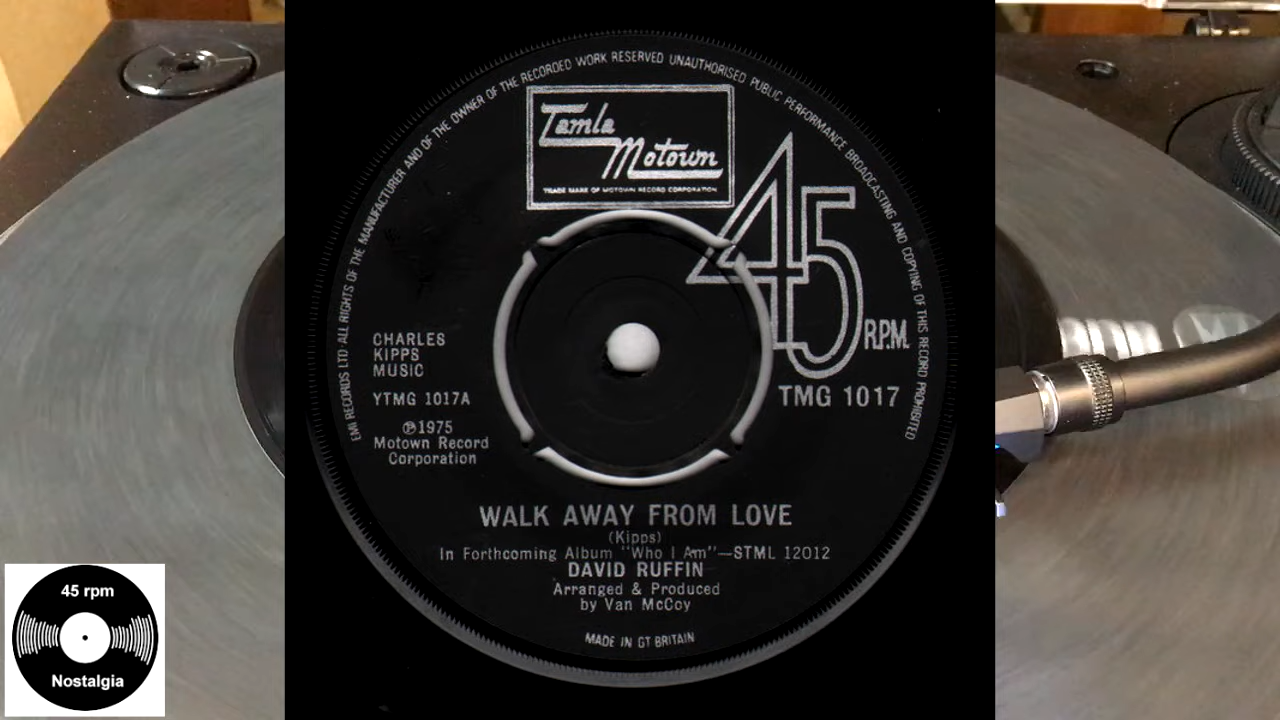 EMI RECORDS LTD · ALL RIGHTS OF THE MANUFACTURER AND OF THE OWNER OF THE RECORDED WORK RESERVED UNAUTHORISED PUBLIC PERFORMANCE BROADCASTING AND COPYING OF THIS RECORD PROHIBITED
Tamla
Motown
TRADE MARK OF MOTOWN RECORD CORPORATION
45
R.P.M.
CHARLES
KIPPS
MUSIC
YTMG 1017A
TMG 1017
℗1975
Motown Record
Corporation
WALK AWAY FROM LOVE
(Kipps)
In Forthcoming Album "Who I Am"—STML 12012
DAVID RUFFIN
Arranged & Produced
by Van McCoy
MADE IN GT BRITAIN
45 rpm
Nostalgia